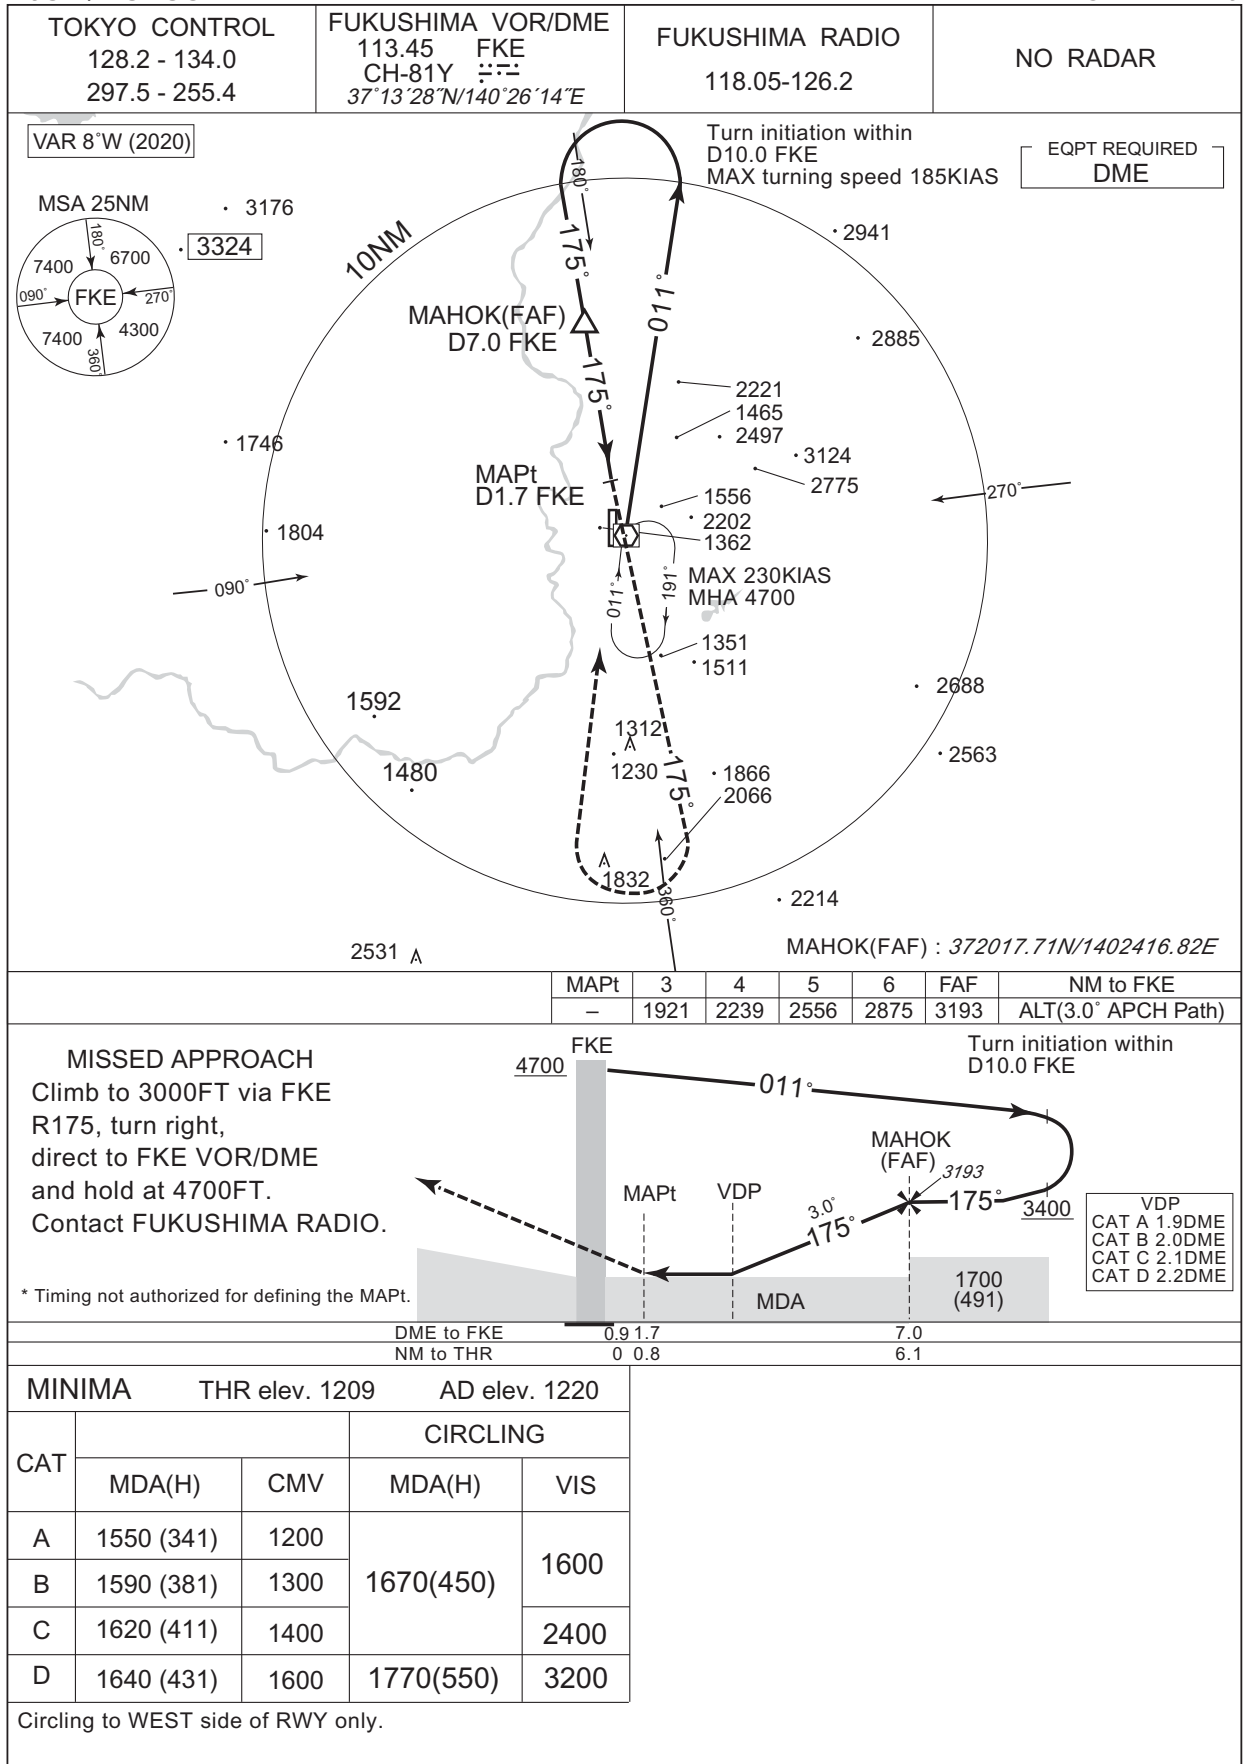 TOKYO CONTROL
128.2 - 134.0
297.5 - 255.4
FUKUSHIMA VOR/DME
113.45 FKE
CH-81Y
37°13´28˝N/140°26´14˝E
FUKUSHIMA RADIO
118.05-126.2
NO RADAR
VAR 8˚W (2020)
Turn initiation within
D10.0 FKE
MAX turning speed 185KIAS
EQPT REQUIRED
DME
MSA 25NM
180˚
7400
6700
090˚
FKE
270˚
7400
4300
360˚
3176
3324
10NM
180˚
175˚
011˚
2941
MAHOK(FAF)
D7.0 FKE
2885
175˚
2221
1465
2497
1746
3124
2775
MAPt
D1.7 FKE
270˚
1556
2202
1362
1804
090˚
011˚
191˚
MAX 230KIAS
MHA 4700
1351
1511
2688
1592
1312
1230
175˚
2563
1480
1866
2066
1832
360˚
2214
2531
MAHOK(FAF) : 372017.71N/1402416.82E
MAPt 3 4 5 6 FAF NM to FKE
– 1921 2239 2556 2875 3193 ALT(3.0˚ APCH Path)
MISSED APPROACH
Climb to 3000FT via FKE
R175, turn right,
direct to FKE VOR/DME
and hold at 4700FT.
Contact FUKUSHIMA RADIO.
* Timing not authorized for defining the MAPt.
FKE
4700
011˚
Turn initiation within
D10.0 FKE
MAHOK
(FAF)
3193
MAPt
VDP
3.0˚
175˚
175˚
3400
VDP
CAT A 1.9DME
CAT B 2.0DME
CAT C 2.1DME
CAT D 2.2DME
MDA
1700
(491)
DME to FKE 0.9 1.7 7.0
NM to THR 0 0.8 6.1
MINIMA THR elev. 1209 AD elev. 1220
CAT
CIRCLING
MDA(H) CMV MDA(H) VIS
A 1550 (341) 1200
1670(450) 1600
B 1590 (381) 1300
C 1620 (411) 1400 2400
D 1640 (431) 1600 1770(550) 3200
Circling to WEST side of RWY only.